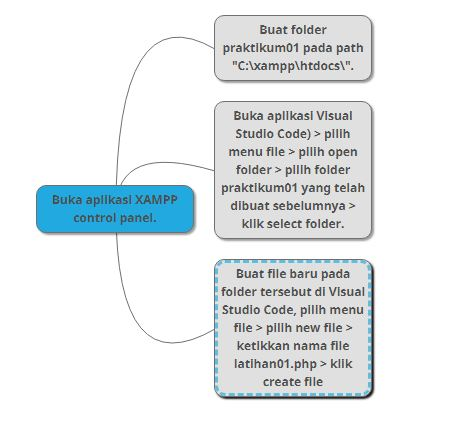 Buat folder
praktikum01 pada path
"C:\xampp\htdocs\".
Buka aplikasi Visual
Studio Code) > pilih
menu file > pilih open
folder > pilih folder
praktikum01 yang telah
dibuat sebelumnya >
klik select folder.
Buka aplikasi XAMPP
control panel.
Buat file baru pada
folder tersebut di Visual
Studio Code, pilih menu
file > pilih new file >
ketikkan nama file
latihan01.php > klik
create file